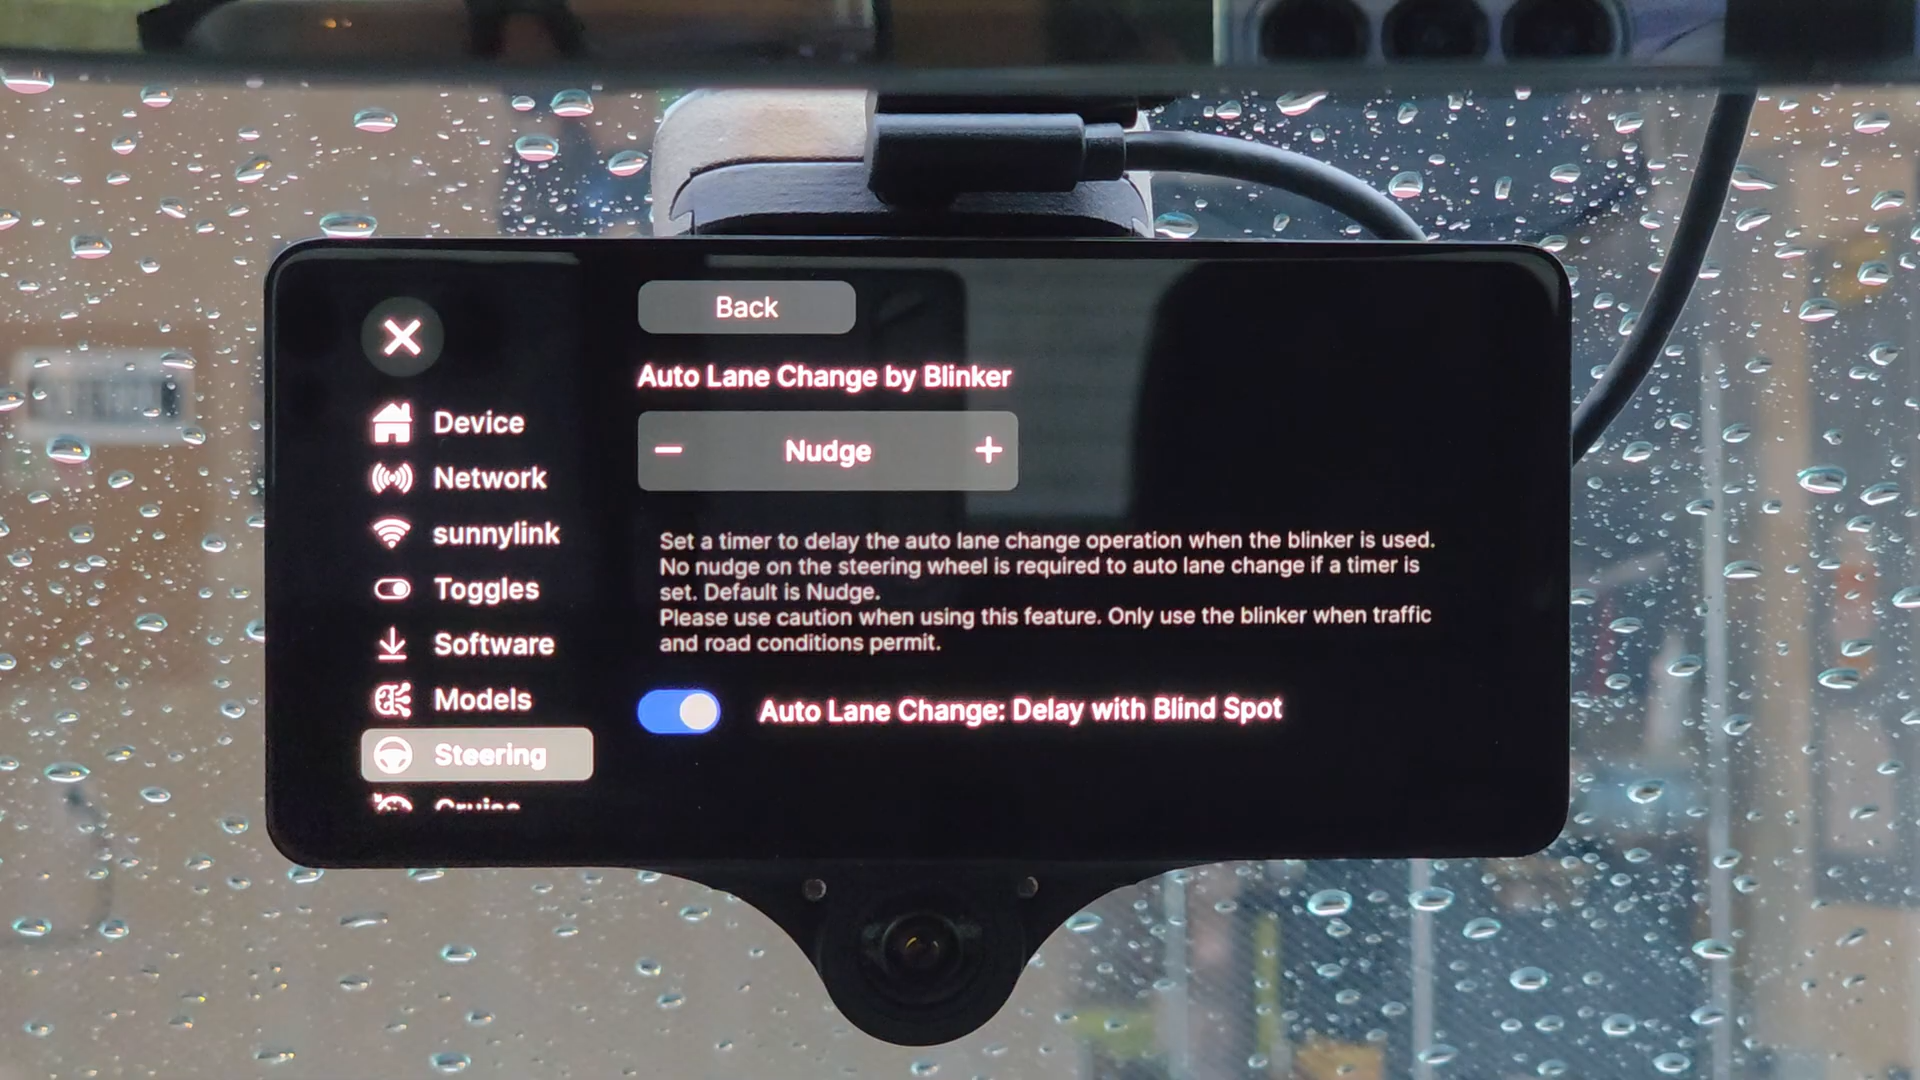 Back
Auto Lane Change by Blinker
Nudge
Set a timer to delay the auto lane change operation when the blinker is used.
No nudge on the steering wheel is required to auto lane change if a timer is
set. Default is Nudge.
Please use caution when using this feature. Only use the blinker when traffic
and road conditions permit.
Auto Lane Change: Delay with Blind Spot
Device
Network
sunnylink
Toggles
Software
Models
Steering
Cruise